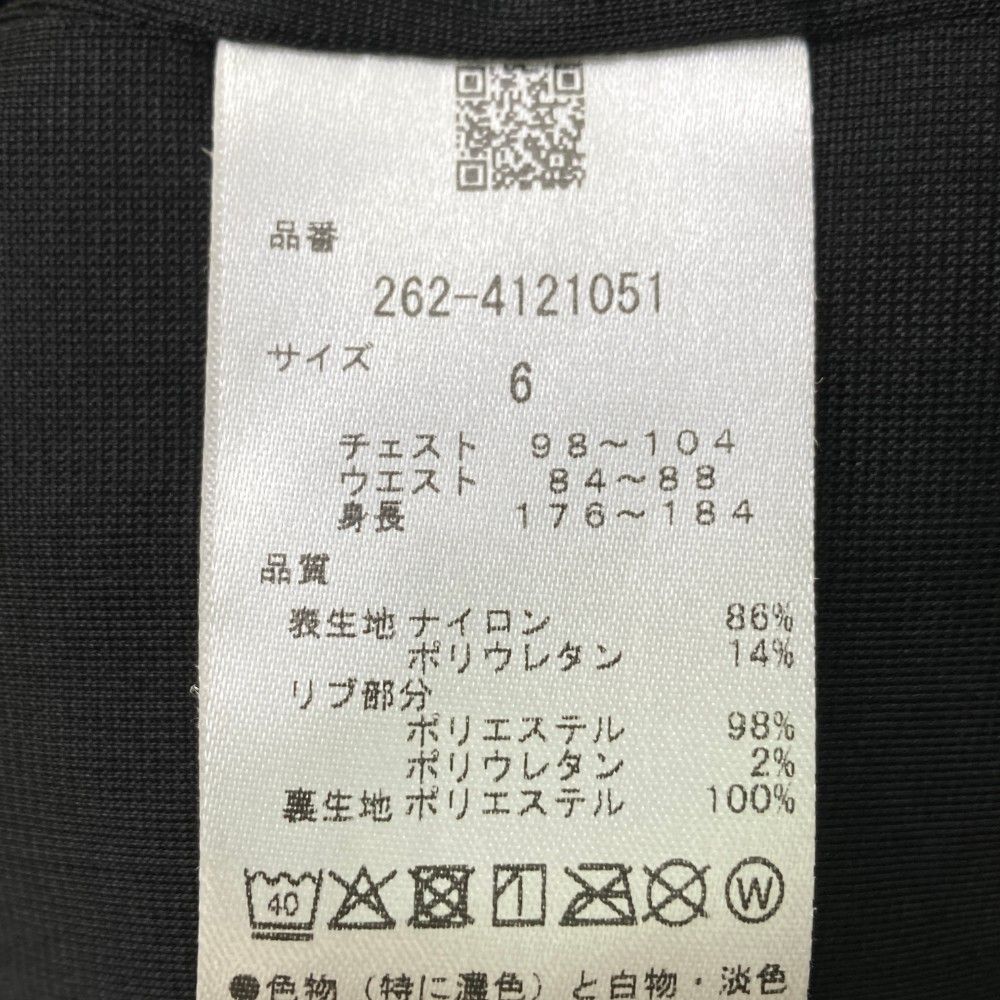 品番
262-4121051
サイズ
6
チェスト 98～104
ウエスト 84～88
身長 176～184
品質
表生地 ナイロン 86%
ポリウレタン 14%
リブ部分
ポリエステル 98%
ポリウレタン 2%
裏生地 ポリエステル 100%
40 W
●色物（特に濃色）と白物・淡色